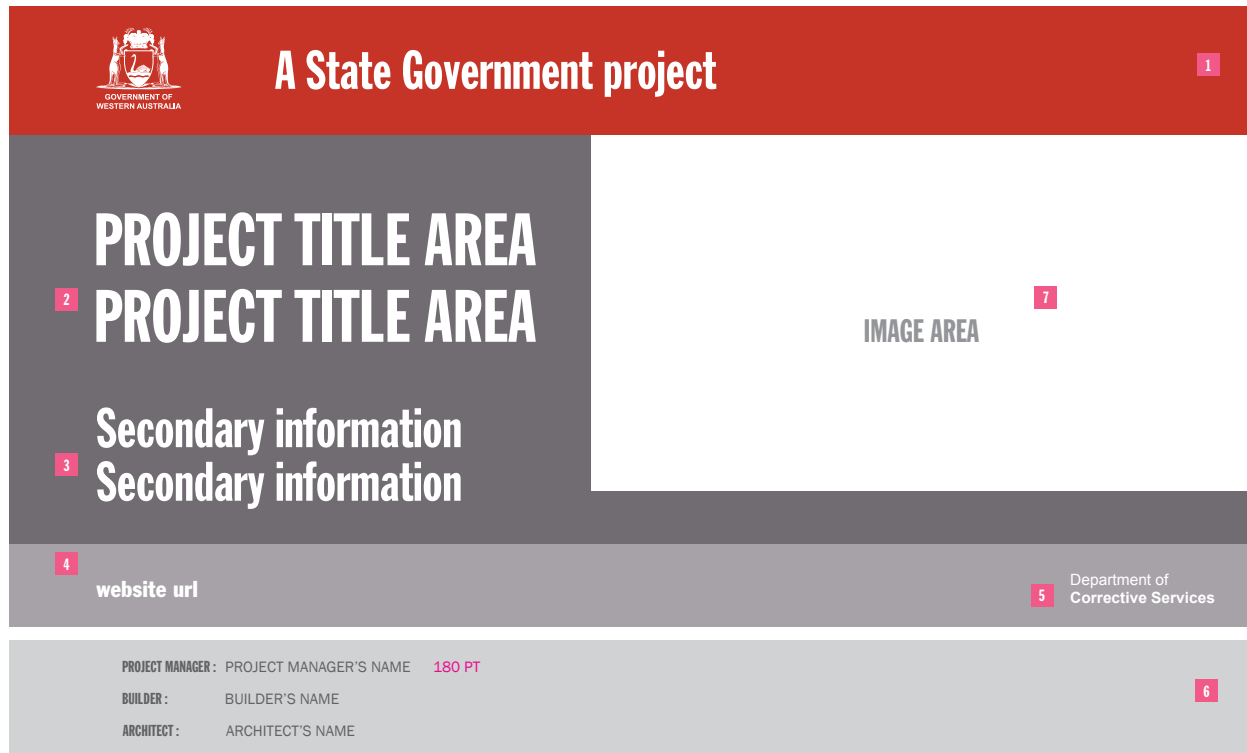 GOVERNMENT OF
WESTERN AUSTRALIA
A State Government project
1
PROJECT TITLE AREA
2
PROJECT TITLE AREA
7
IMAGE AREA
Secondary information
3
Secondary information
4
website url
5
Department of
Corrective Services
PROJECT MANAGER : PROJECT MANAGER'S NAME 180 PT
BUILDER : BUILDER'S NAME
6
ARCHITECT : ARCHITECT'S NAME